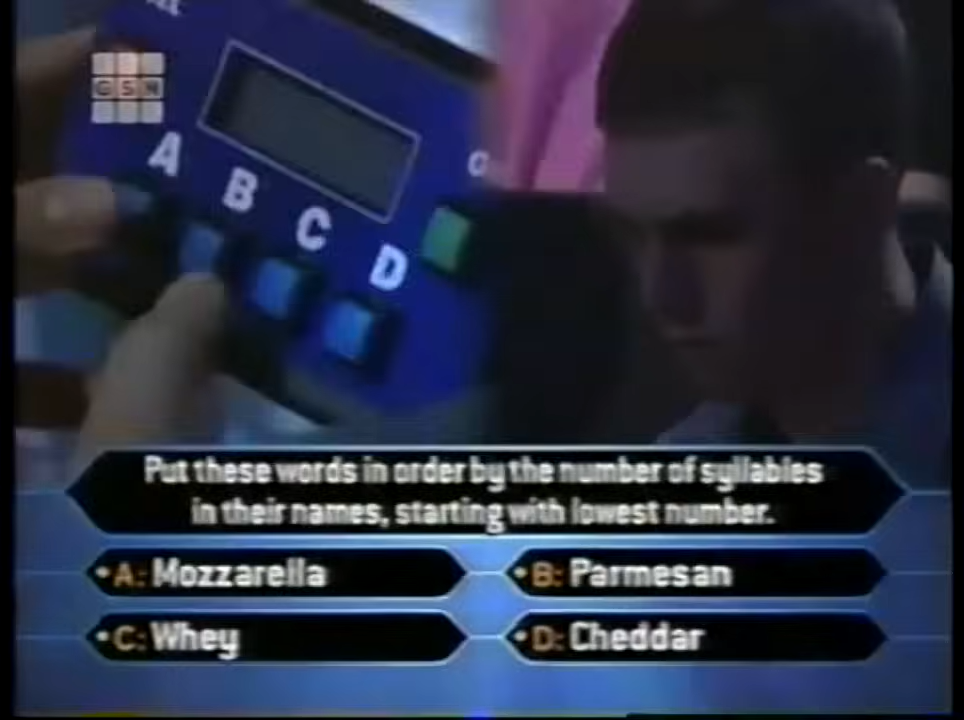 GSN
A
B
C
D
Put these words in order by the number of syllables
in their names, starting with lowest number.
A: Mozzarella
B: Parmesan
C: Whey
D: Cheddar